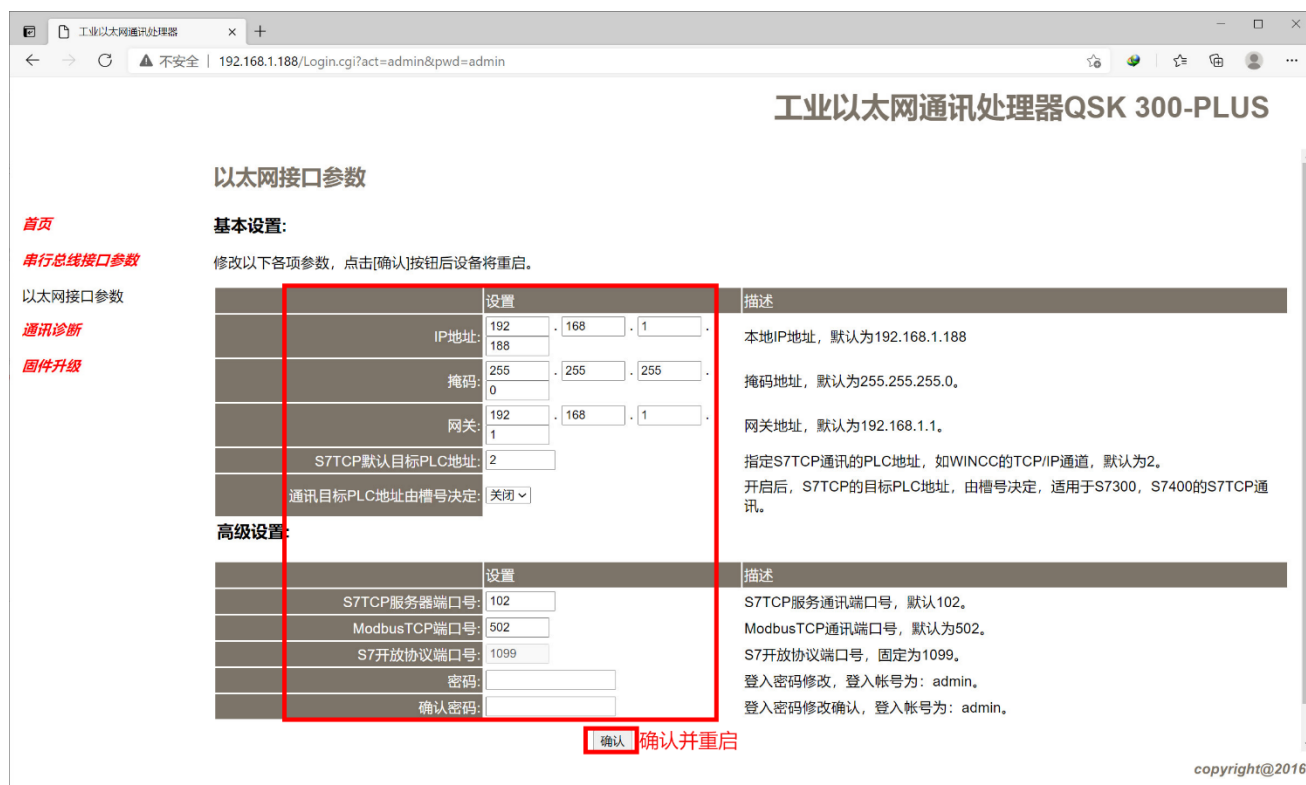 工业以太网通讯处理器
不安全 | 192.168.1.188/Login.cgi?act=admin&pwd=admin
工业以太网通讯处理器QSK 300-PLUS
以太网接口参数
首页
串行总线接口参数
以太网接口参数
通讯诊断
固件升级
基本设置:
修改以下各项参数，点击[确认]按钮后设备将重启。
设置 描述
IP地址: 192 . 168 . 1 . 188 本地IP地址，默认为192.168.1.188
掩码: 255 . 255 . 255 . 0 掩码地址，默认为255.255.255.0。
网关: 192 . 168 . 1 . 1 网关地址，默认为192.168.1.1。
S7TCP默认目标PLC地址: 2 指定S7TCP通讯的PLC地址，如WINCC的TCP/IP通道，默认为2。
通讯目标PLC地址由槽号决定: 关闭 开启后，S7TCP的目标PLC地址，由槽号决定，适用于S7300，S7400的S7TCP通
讯。
高级设置:
设置 描述
S7TCP服务器端口号: 102 S7TCP服务通讯端口号，默认102。
ModbusTCP端口号: 502 ModbusTCP通讯端口号，默认为502。
S7开放协议端口号: 1099 S7开放协议端口号，固定为1099。
密码: 登入密码修改，登入帐号为：admin。
确认密码: 登入密码修改确认，登入帐号为：admin。
确认 确认并重启
copyright@2016